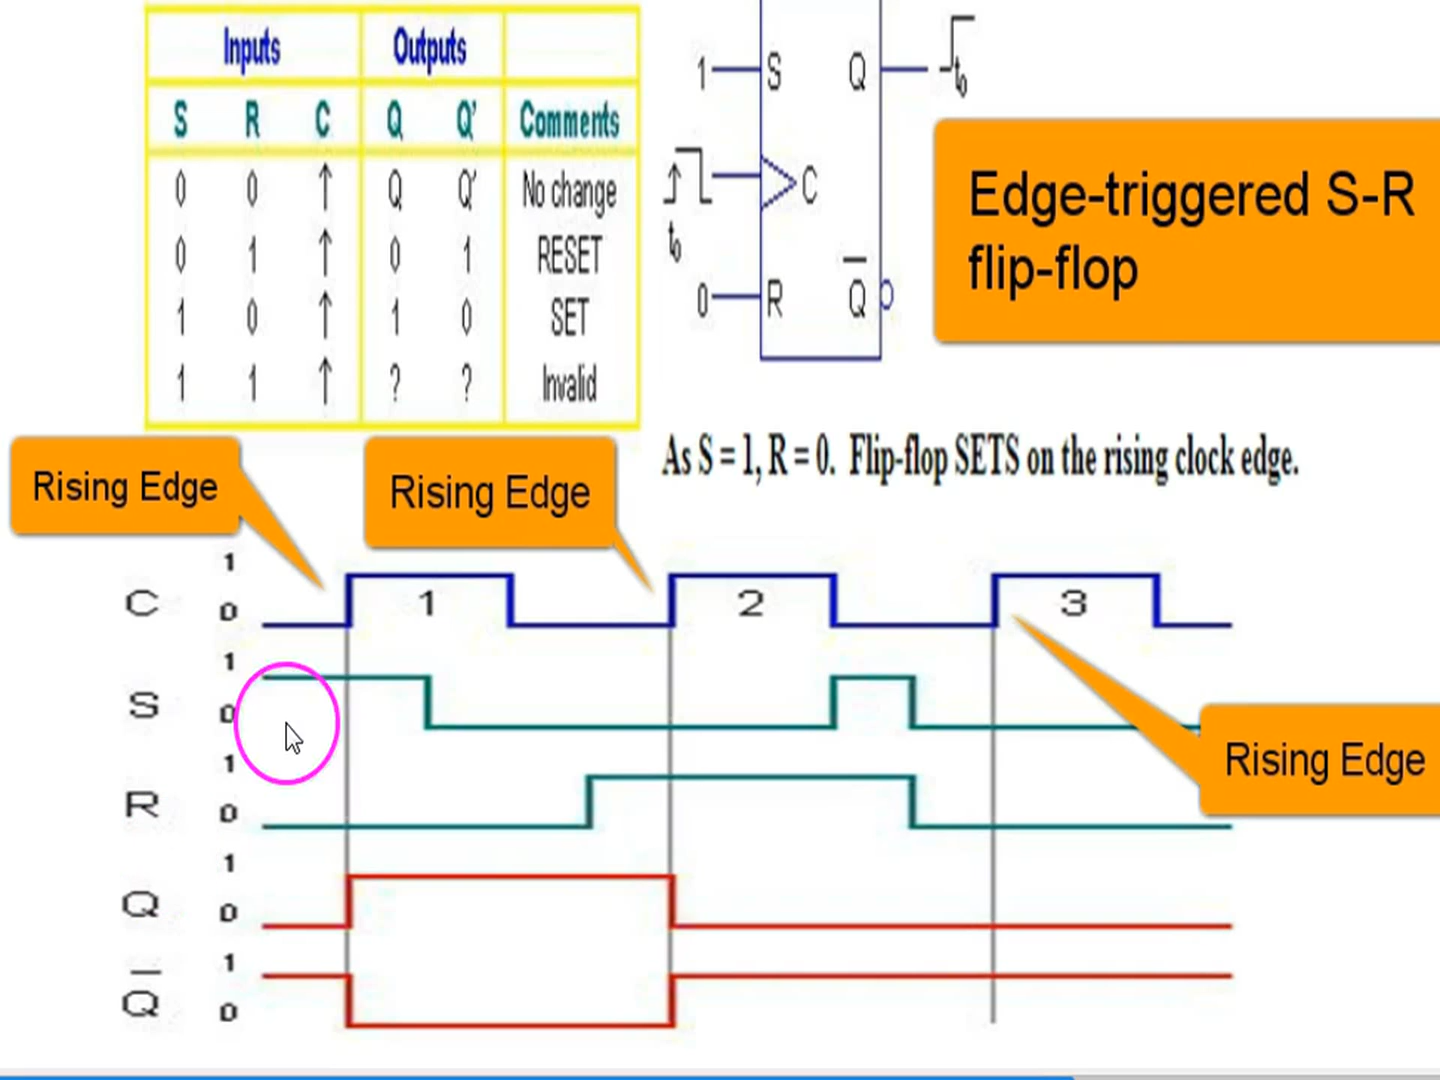 Inputs Outputs
S R C Q Q' Comments
0 0 ↑ Q Q' No change
0 1 ↑ 0 1 RESET
1 0 ↑ 1 0 SET
1 1 ↑ ? ? Invalid
1 S Q t0
C
t0
0 R Q̅
Edge-triggered S-R
flip-flop
As S = 1, R = 0. Flip-flop SETS on the rising clock edge.
Rising Edge
Rising Edge
C 1 0 1 2 3
S 1 0
Rising Edge
R 1 0
Q 1 0
Q̅ 1 0